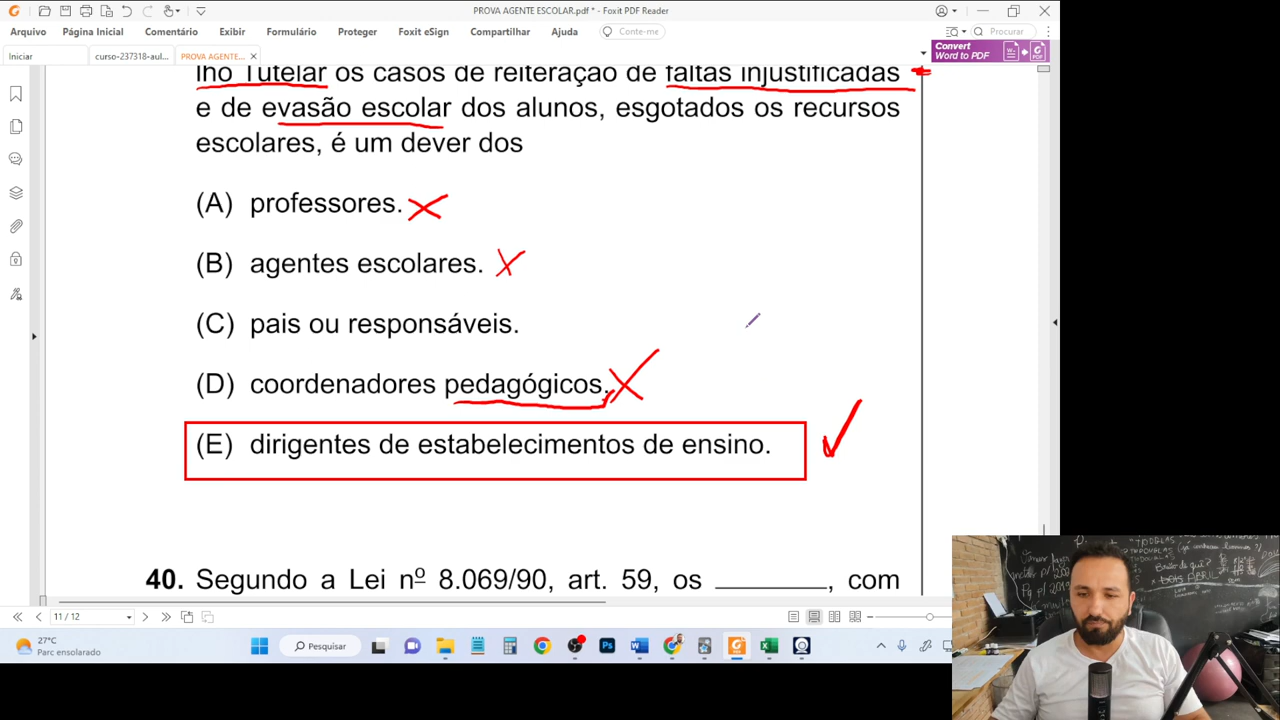 PROVA AGENTE ESCOLAR.pdf * - Foxit PDF Reader
Arquivo Página Inicial Comentário Exibir Formulário Proteger Foxit eSign Compartilhar Ajuda Conte-me Procurar
Iniciar curso-237318-aul... PROVA AGENTE...
Convert
Word to PDF
lho Tutelar os casos de reiteração de faltas injustificadas
e de evasão escolar dos alunos, esgotados os recursos
escolares, é um dever dos
(A) professores.
(B) agentes escolares.
(C) pais ou responsáveis.
(D) coordenadores pedagógicos.
(E) dirigentes de estabelecimentos de ensino.
40. Segundo a Lei nº 8.069/90, art. 59, os ________, com
11 / 12
27°C
Parc ensolarado
Pesquisar